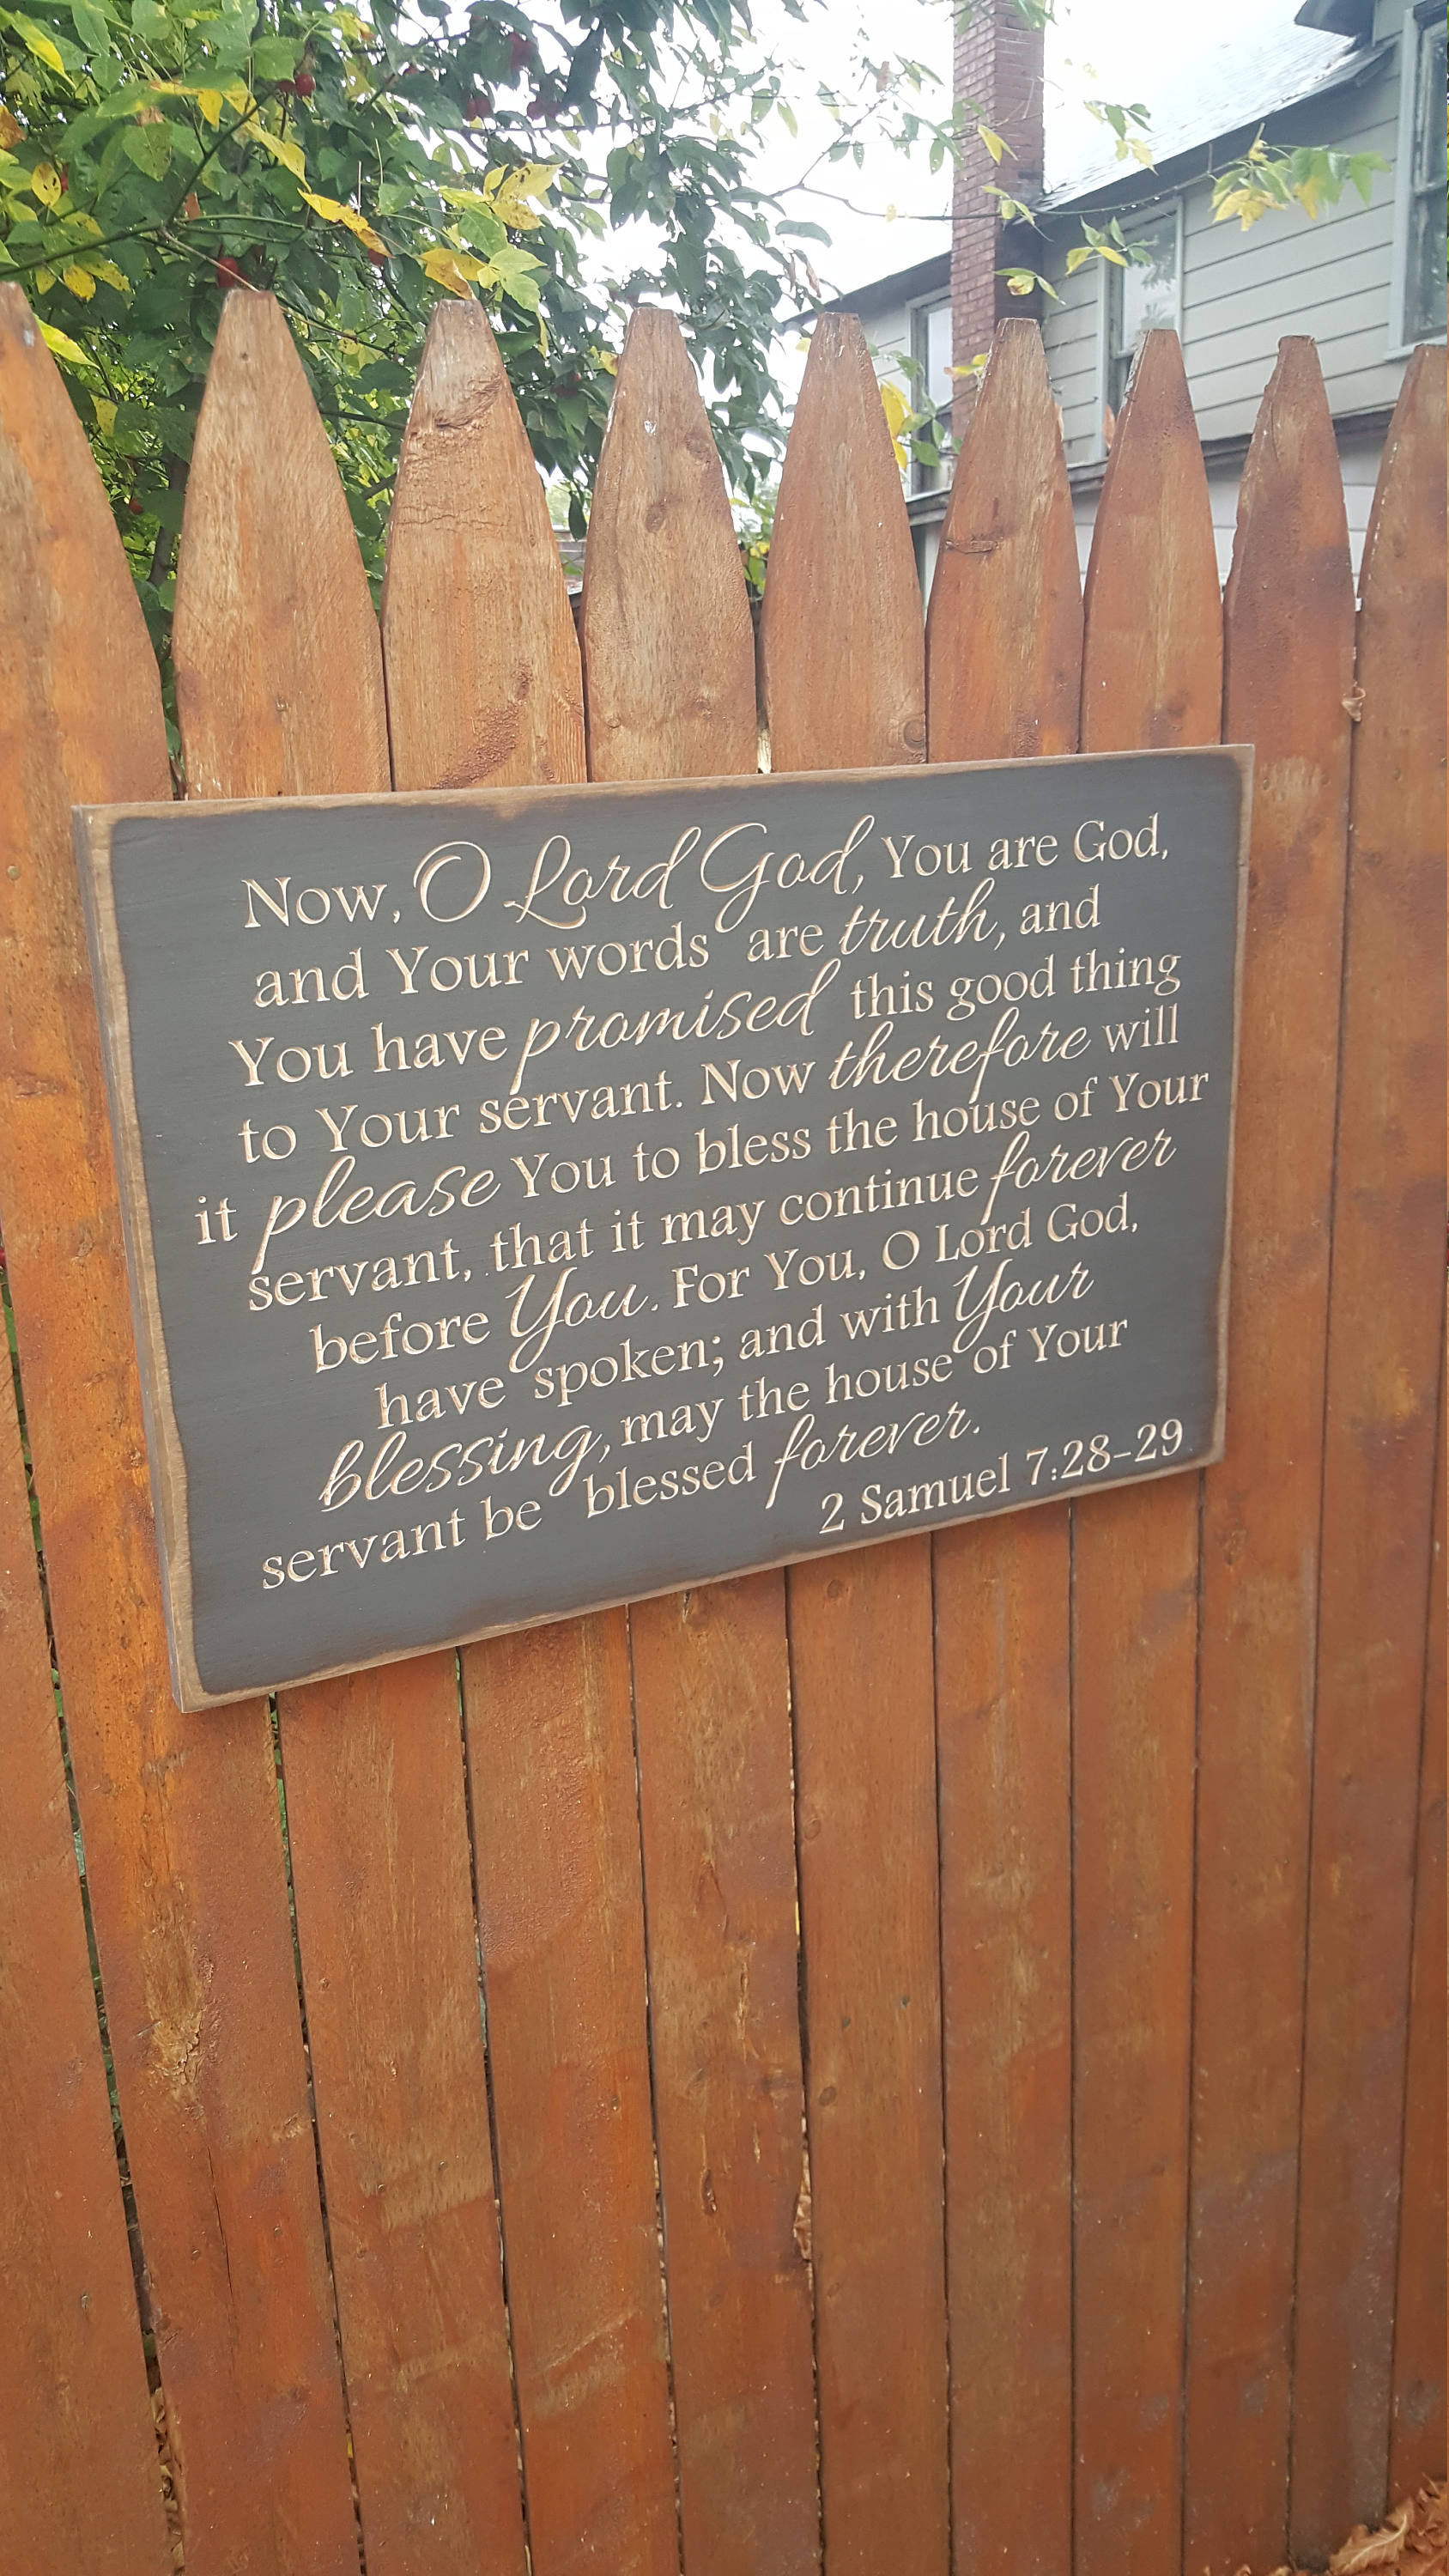 Now, O Lord God, You are God,
and Your words are truth, and
You have promised this good thing
to Your servant. Now therefore will
it please You to bless the house of Your
servant, that it may continue forever
before You. For You, O Lord God,
have spoken; and with Your
blessing, may the house of Your
servant be blessed forever.
2 Samuel 7:28-29